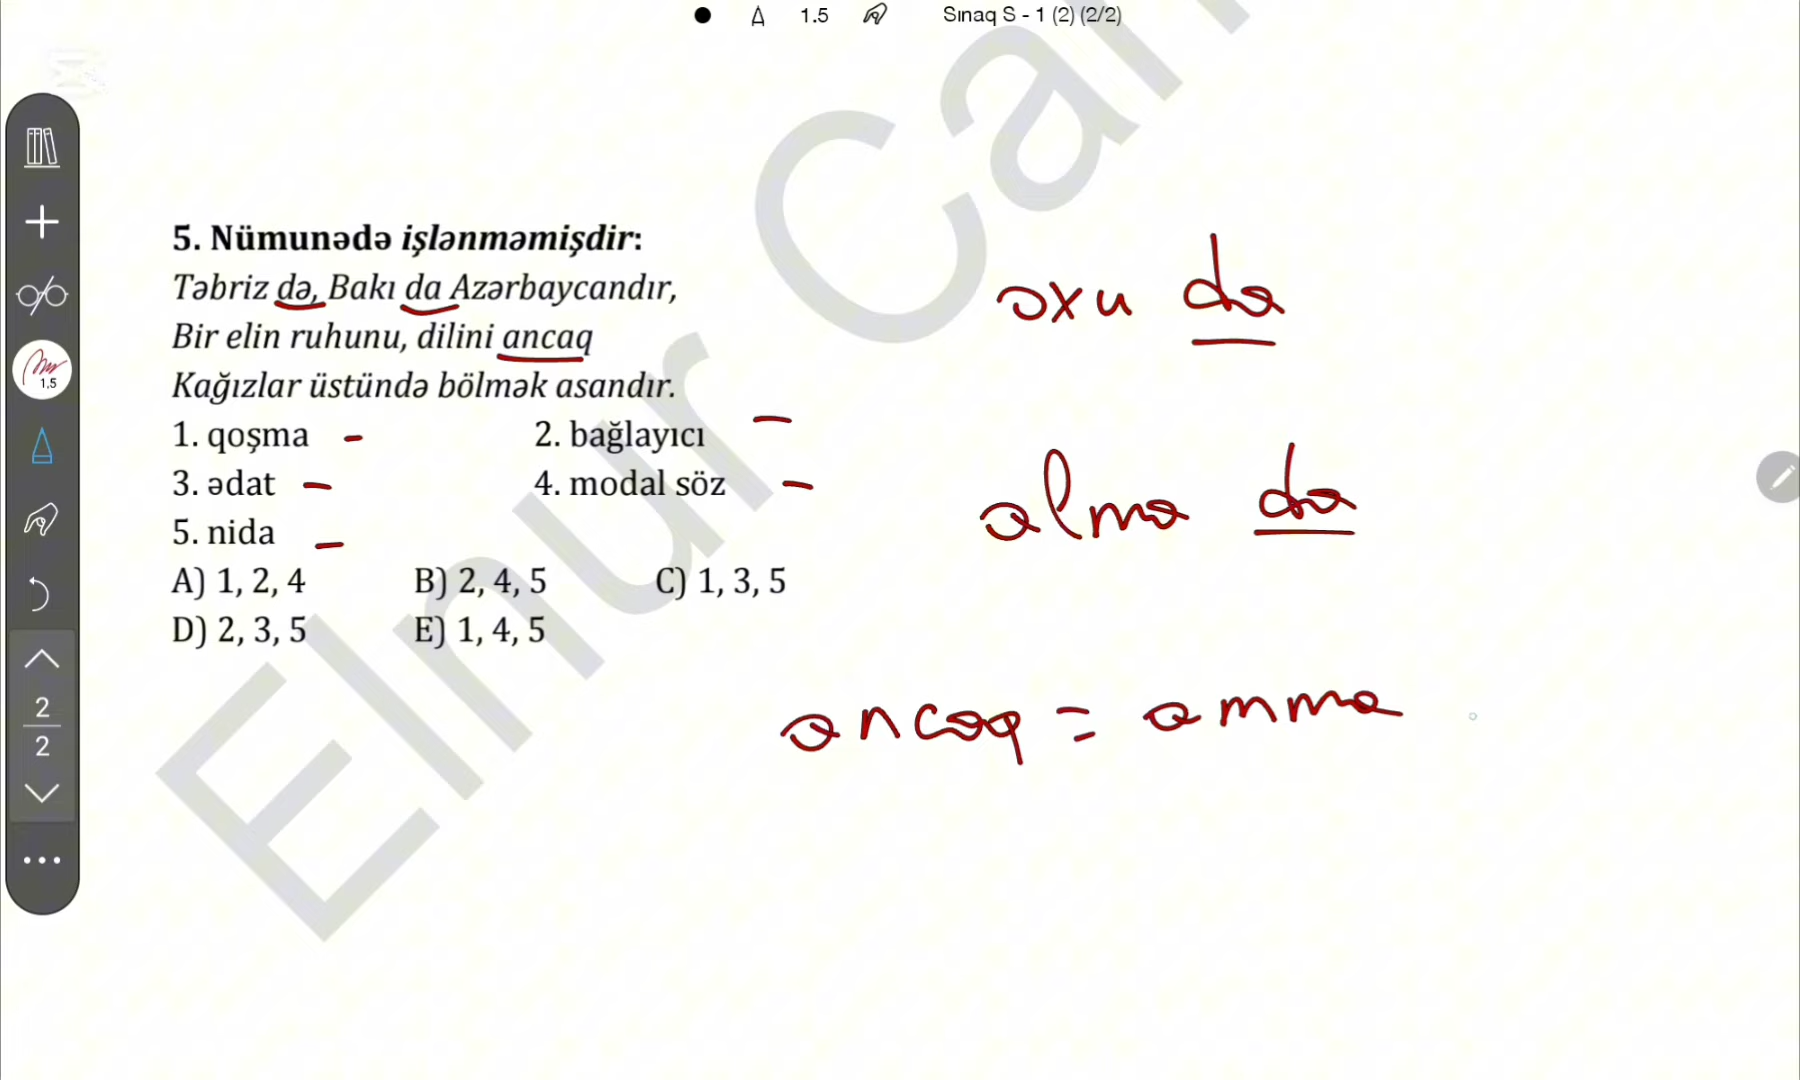 1.5 Sınaq S - 1 (2) (2/2)
5. Nümunədə işlənməmişdir:
Təbriz də, Bakı da Azərbaycandır,
Bir elin ruhunu, dilini ancaq
Kağızlar üstündə bölmək asandır.
1. qoşma - 2. bağlayıcı -
3. ədat - 4. modal söz -
5. nida -
A) 1, 2, 4 B) 2, 4, 5 C) 1, 3, 5
D) 2, 3, 5 E) 1, 4, 5
oxu da
alma da
ancaq = amma
1,5
2
2
Elnur Can